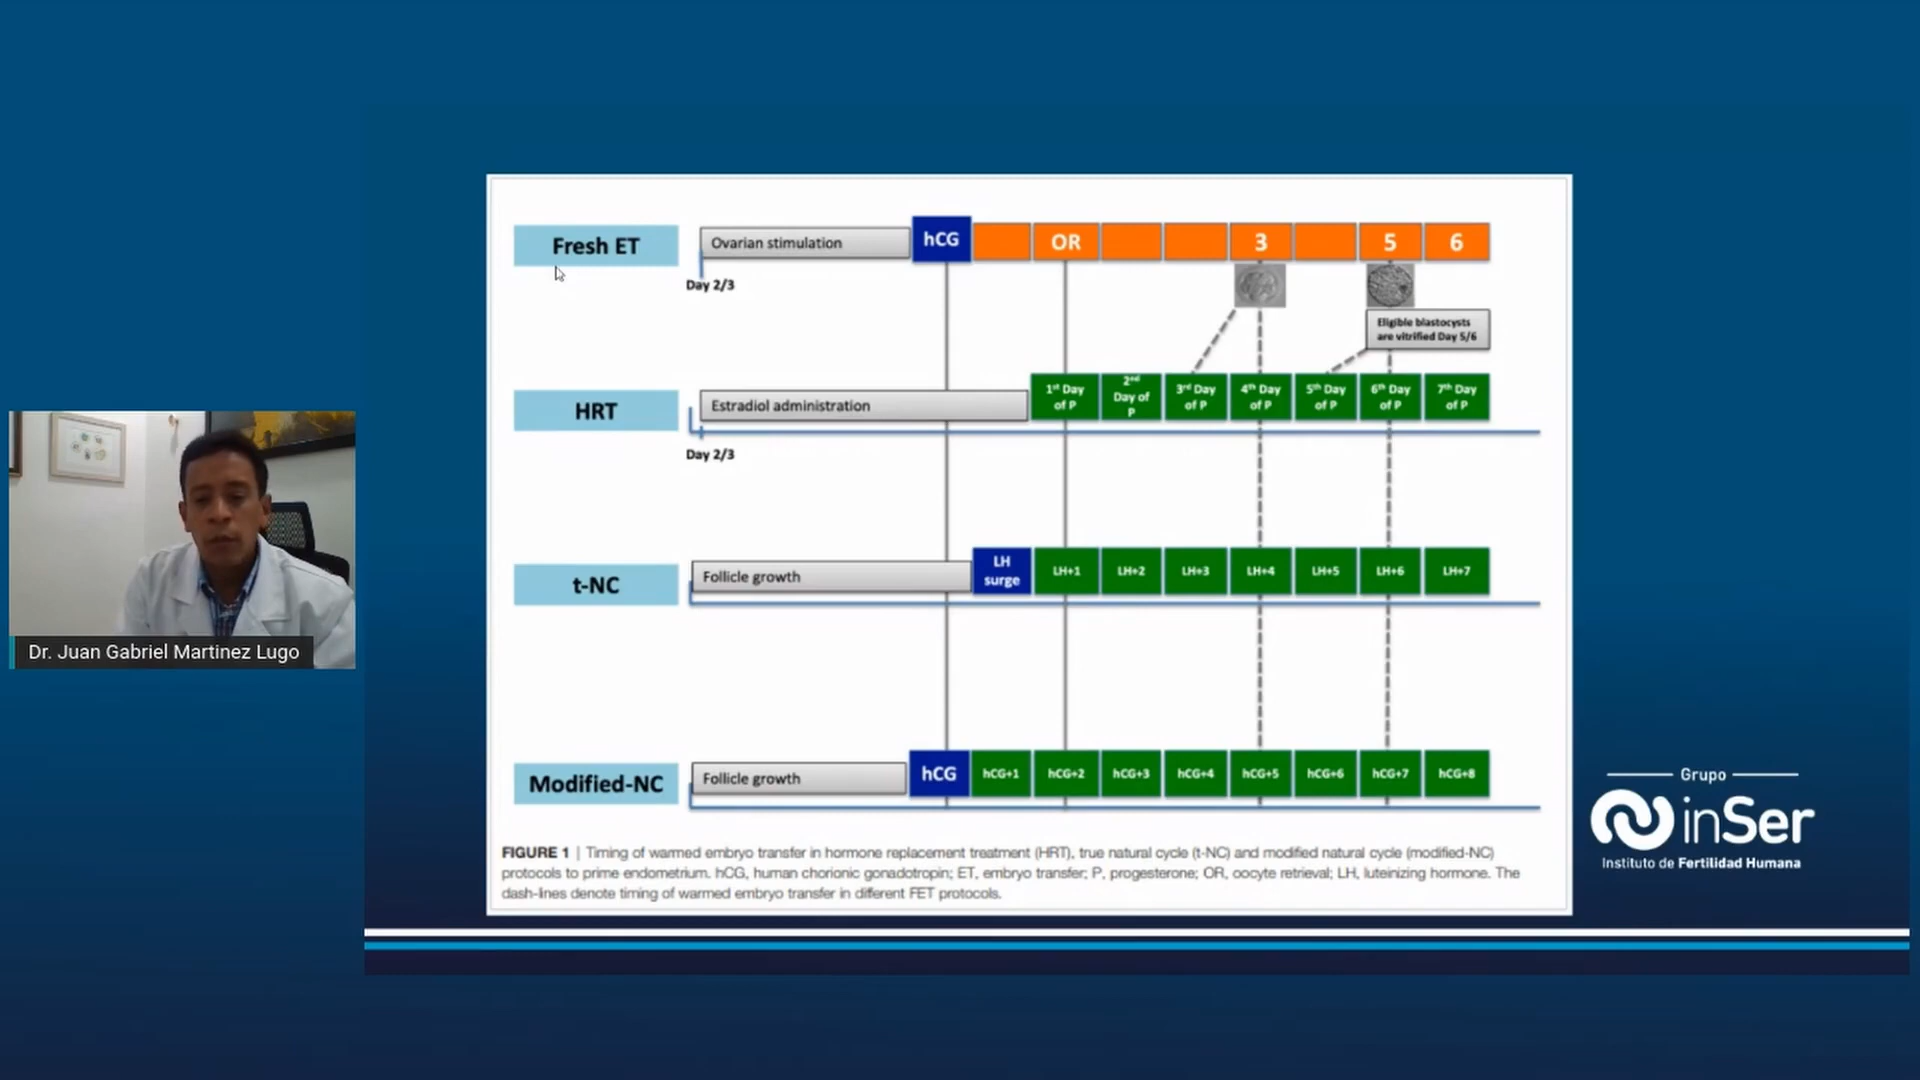 Fresh ET
Ovarian stimulation
hCG
OR
3
5
6
Day 2/3
Eligible blastocysts
are vitrified Day 5/6
HRT
Estradiol administration
1st Day
of P
2nd
Day of
P
3rd Day
of P
4th Day
of P
5th Day
of P
6th Day
of P
7th Day
of P
Day 2/3
t-NC
Follicle growth
LH
surge
LH+1
LH+2
LH+3
LH+4
LH+5
LH+6
LH+7
Dr. Juan Gabriel Martinez Lugo
Modified-NC
Follicle growth
hCG
hCG+1
hCG+2
hCG+3
hCG+4
hCG+5
hCG+6
hCG+7
hCG+8
FIGURE 1 | Timing of warmed embryo transfer in hormone replacement treatment (HRT), true natural cycle (t-NC) and modified natural cycle (modified-NC)
protocols to prime endometrium. hCG, human chorionic gonadotropin; ET, embryo transfer; P, progesterone; OR, oocyte retrieval; LH, luteinizing hormone. The
dash-lines denote timing of warmed embryo transfer in different FET protocols.
Grupo
inSer
Instituto de Fertilidad Humana